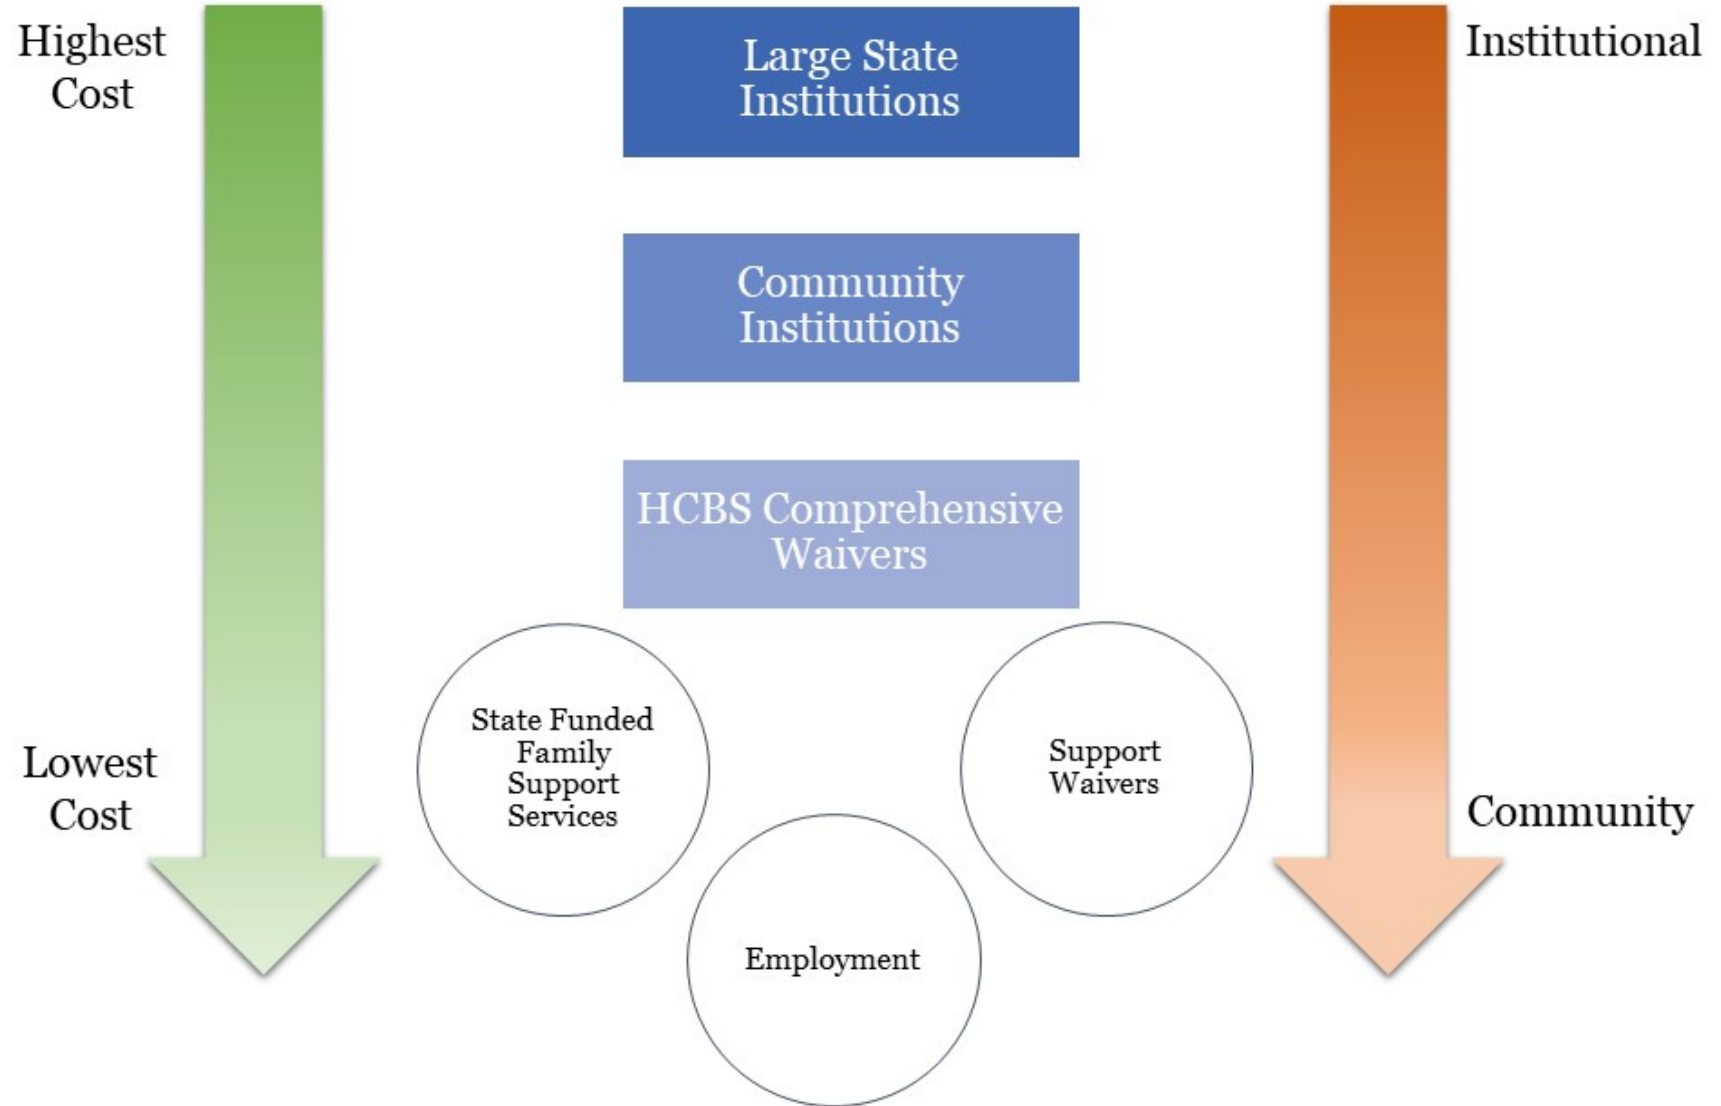 Highest
Cost
Large State
Institutions
Institutional
Community
Institutions
HCBS Comprehensive
Waivers
State Funded
Family
Support
Services
Support
Waivers
Lowest
Cost
Community
Employment